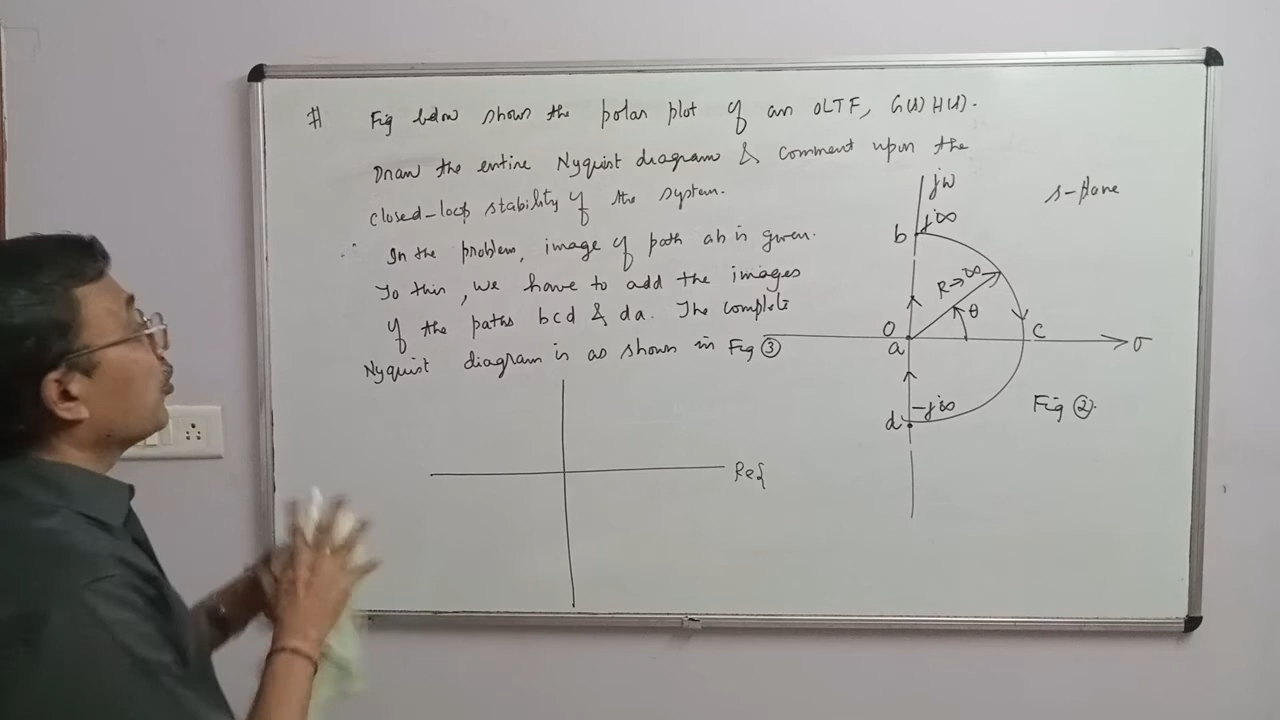 # Fig below shows the polar plot of an OLTF, G(s)H(s).
Draw the entire Nyquist diagram & comment upon the
closed-loop stability of the system.
∴ In the problem, image of path ab is given.
To this, we have to add the images
of the paths bcd & da. The complete
Nyquist diagram is as shown in Fig ③
Re{
jω
s-plane
b j∞
R→∞
θ
O
a
C
σ
d -j∞
Fig ②.